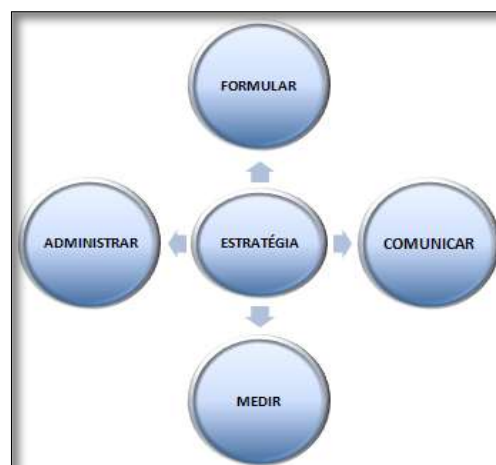 FORMULAR
ADMINISTRAR
ESTRATÉGIA
COMUNICAR
MEDIR